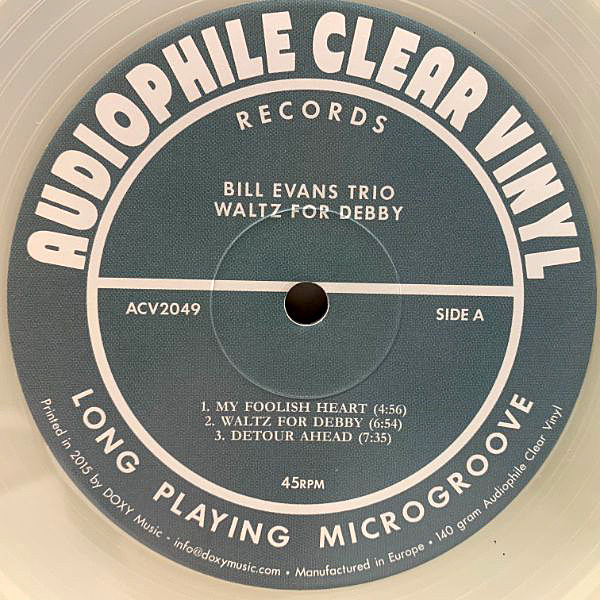 AUDIOPHILE CLEAR VINYL
RECORDS
BILL EVANS TRIO
WALTZ FOR DEBBY
ACV2049
SIDE A
1. MY FOOLISH HEART (4:56)
2. WALTZ FOR DEBBY (6:54)
3. DETOUR AHEAD (7:35)
45RPM
LONG PLAYING MICROGROOVE
Printed in 2015 by DOXY Music • info@doxymusic.com • Manufactured in Europe • 140 gram Audiophile Clear Vinyl